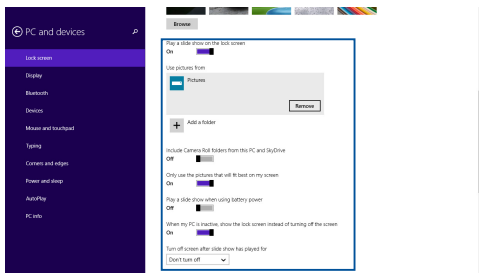 PC and devices
Lock screen
Display
Bluetooth
Devices
Mouse and touchpad
Typing
Corners and edges
Power and sleep
AutoPlay
PC info
Browse
Play a slide show on the lock screen
On
Use pictures from
Pictures
Remove
Add a folder
Include Camera Roll folders from this PC and SkyDrive
Off
Only use the pictures that will fit best on my screen
On
Play a slide show when using battery power
Off
When my PC is inactive, show the lock screen instead of turning off the screen
On
Turn off screen after slide show has played for
Don't turn off